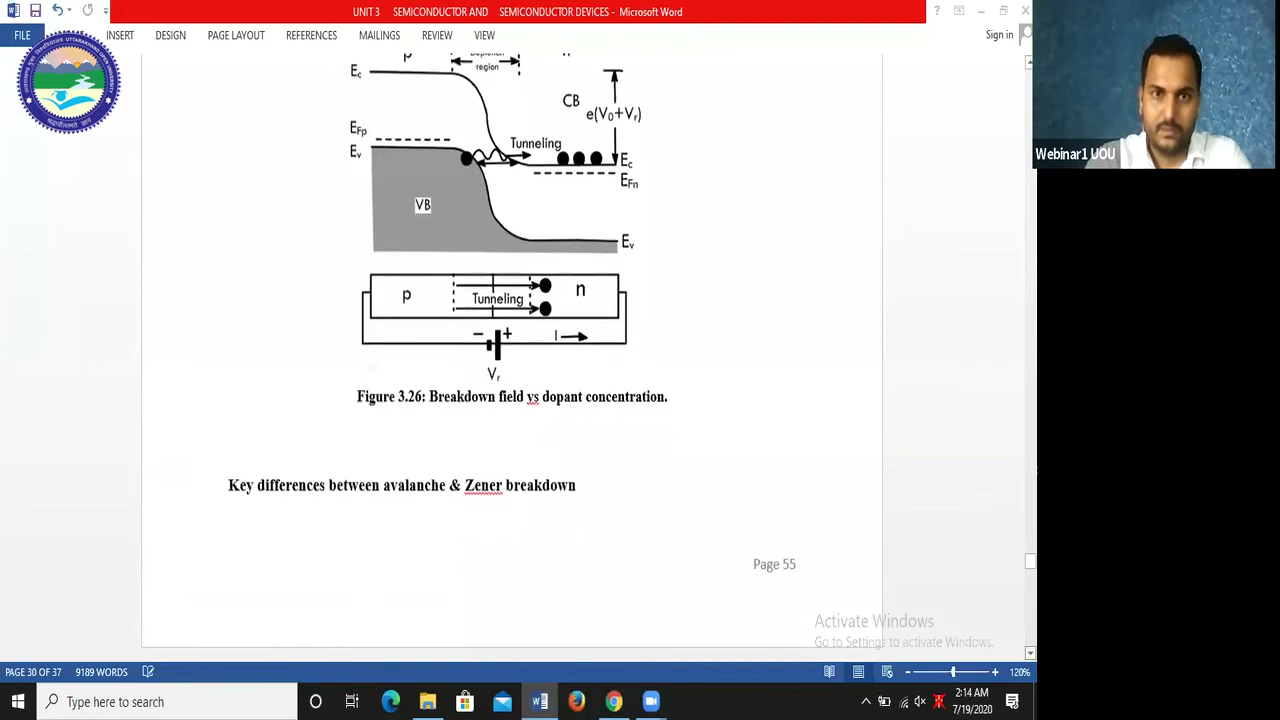 UNIT 3 SEMICONDUCTOR AND SEMICONDUCTOR DEVICES - Microsoft Word
FILE INSERT DESIGN PAGE LAYOUT REFERENCES MAILINGS REVIEW VIEW Sign in
region
Ec
CB
e(V0+Vr)
EFp
Tunneling
Ev
Ec
EFn
VB
Ev
p Tunneling n
− + I
Vr
Figure 3.26: Breakdown field vs dopant concentration.
Key differences between avalanche & Zener breakdown
Page 55
Activate Windows
Go to Settings to activate Windows.
PAGE 30 OF 37 9189 WORDS 120%
Type here to search
2:14 AM
7/19/2020
Webinar1 UOU